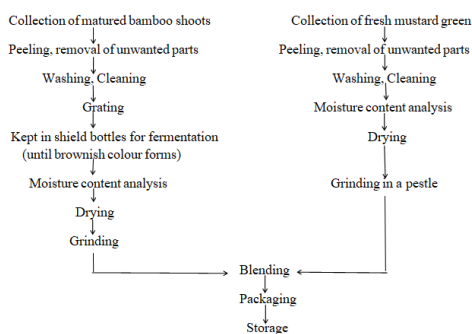 Collection of matured bamboo shoots
Peeling, removal of unwanted parts
Washing, Cleaning
Grating
Kept in shield bottles for fermentation
(until brownish colour forms)
Moisture content analysis
Drying
Grinding
Collection of fresh mustard green
Peeling, removal of unwanted parts
Washing, Cleaning
Moisture content analysis
Drying
Grinding in a pestle
Blending
Packaging
Storage